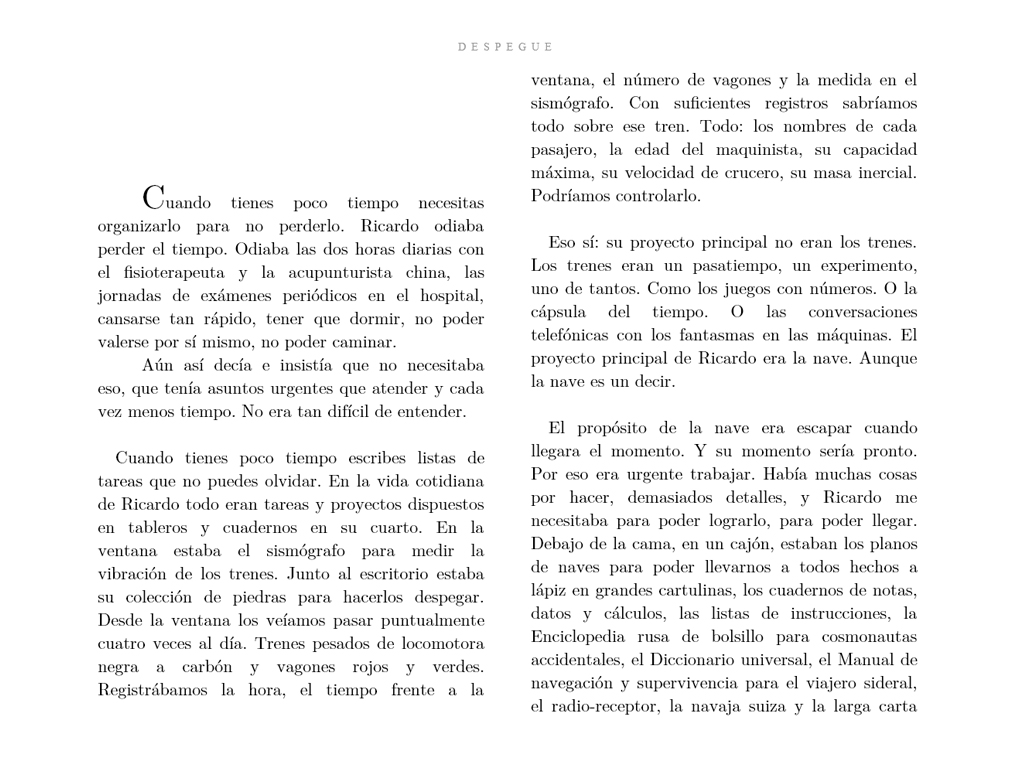 DESPEGUE
Cuando tienes poco tiempo necesitas
organizarlo para no perderlo. Ricardo odiaba
perder el tiempo. Odiaba las dos horas diarias con
el fisioterapeuta y la acupunturista china, las
jornadas de exámenes periódicos en el hospital,
cansarse tan rápido, tener que dormir, no poder
valerse por sí mismo, no poder caminar.
Aún así decía e insistía que no necesitaba
eso, que tenía asuntos urgentes que atender y cada
vez menos tiempo. No era tan difícil de entender.
Cuando tienes poco tiempo escribes listas de
tareas que no puedes olvidar. En la vida cotidiana
de Ricardo todo eran tareas y proyectos dispuestos
en tableros y cuadernos en su cuarto. En la
ventana estaba el sismógrafo para medir la
vibración de los trenes. Junto al escritorio estaba
su colección de piedras para hacerlos despegar.
Desde la ventana los veíamos pasar puntualmente
cuatro veces al día. Trenes pesados de locomotora
negra a carbón y vagones rojos y verdes.
Registrábamos la hora, el tiempo frente a la
ventana, el número de vagones y la medida en el
sismógrafo. Con suficientes registros sabríamos
todo sobre ese tren. Todo: los nombres de cada
pasajero, la edad del maquinista, su capacidad
máxima, su velocidad de crucero, su masa inercial.
Podríamos controlarlo.
Eso sí: su proyecto principal no eran los trenes.
Los trenes eran un pasatiempo, un experimento,
uno de tantos. Como los juegos con números. O la
cápsula del tiempo. O las conversaciones
telefónicas con los fantasmas en las máquinas. El
proyecto principal de Ricardo era la nave. Aunque
la nave es un decir.
El propósito de la nave era escapar cuando
llegara el momento. Y su momento sería pronto.
Por eso era urgente trabajar. Había muchas cosas
por hacer, demasiados detalles, y Ricardo me
necesitaba para poder lograrlo, para poder llegar.
Debajo de la cama, en un cajón, estaban los planos
de naves para poder llevarnos a todos hechos a
lápiz en grandes cartulinas, los cuadernos de notas,
datos y cálculos, las listas de instrucciones, la
Enciclopedia rusa de bolsillo para cosmonautas
accidentales, el Diccionario universal, el Manual de
navegación y supervivencia para el viajero sideral,
el radio-receptor, la navaja suiza y la larga carta